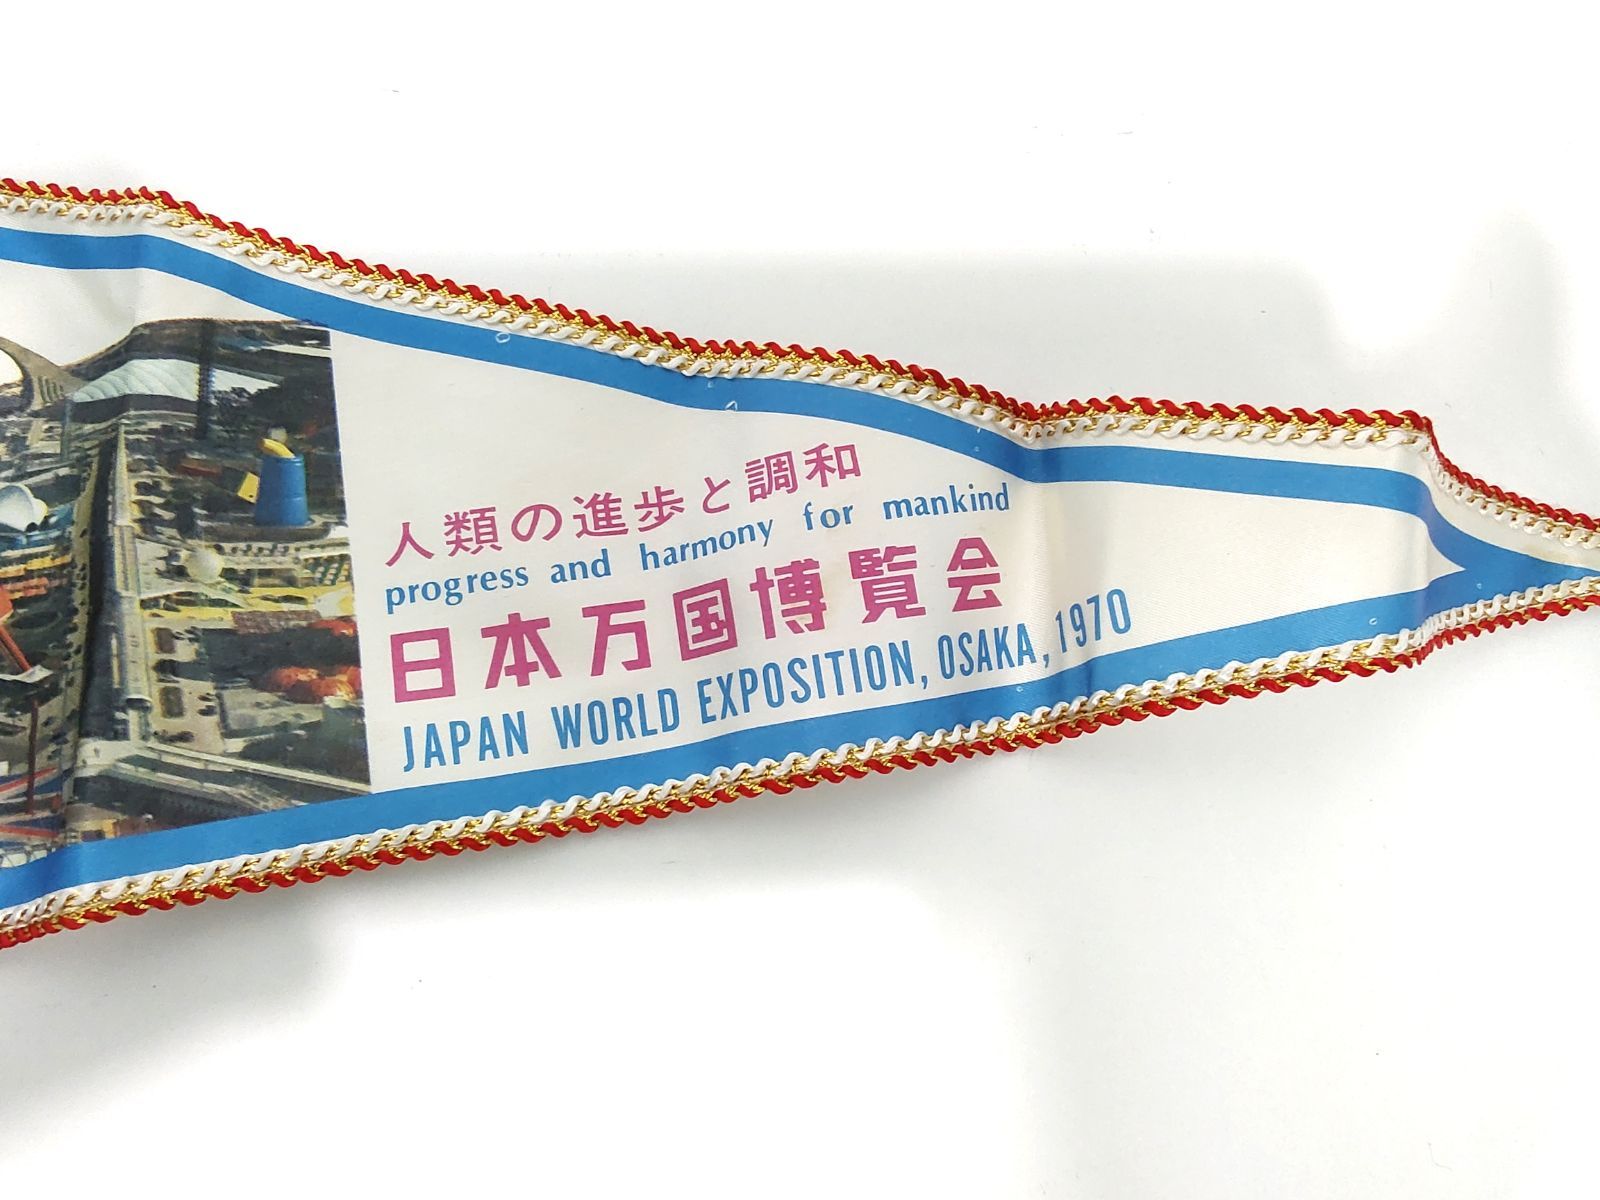 人類の進歩と調和
progress and harmony for mankind
日本万国博覧会
JAPAN WORLD EXPOSITION, OSAKA, 1970